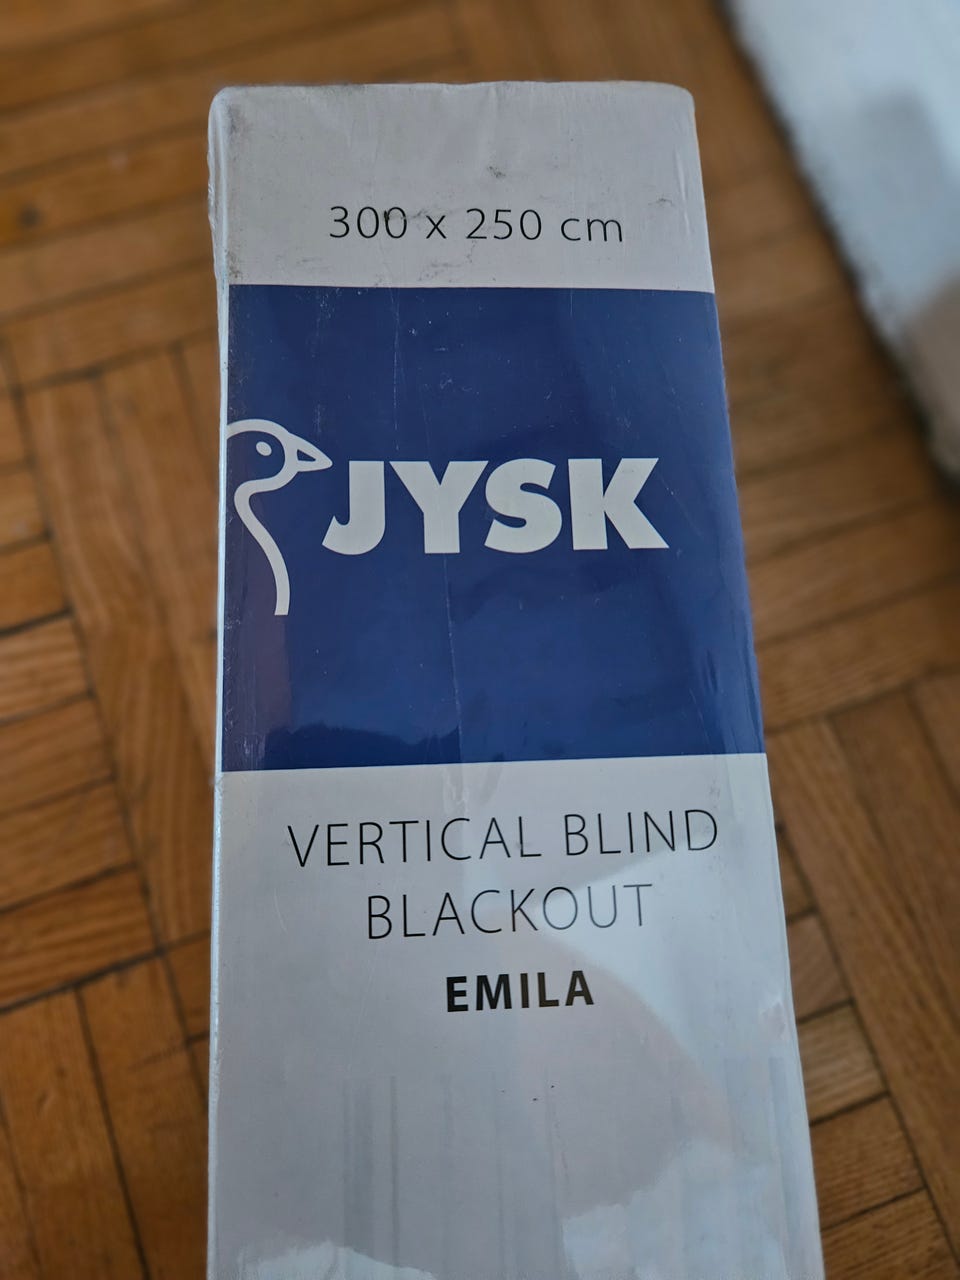 300 x 250 cm
JYSK
VERTICAL BLIND
BLACKOUT
EMILA